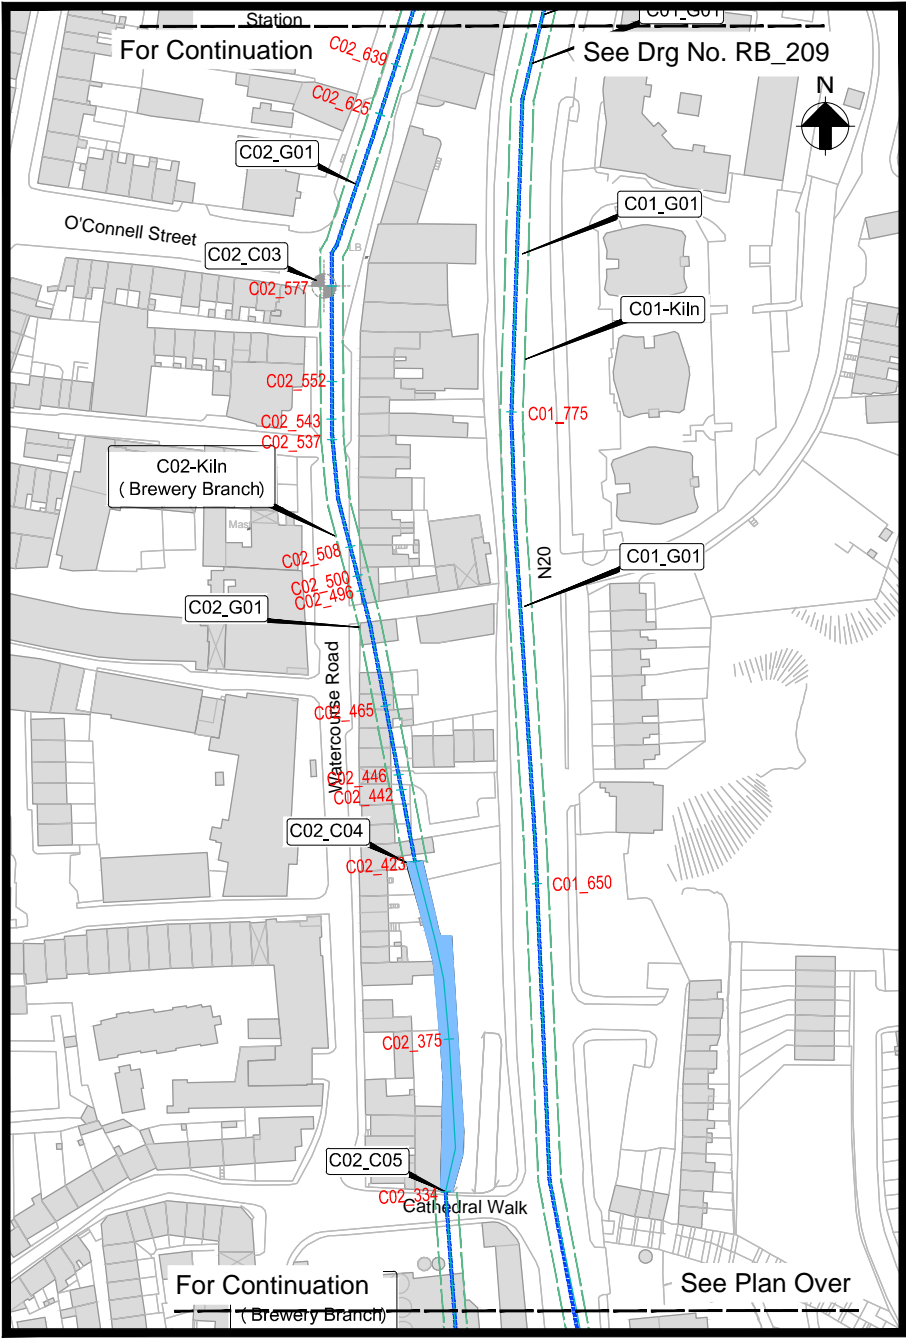 Station
C01_G01
For Continuation
See Drg No. RB_209
C02_639
N
C02_625
C02_G01
C01_G01
O'Connell Street
LB
C02_C03
C02_577
C01-Kiln
C02_552
C01_775
C02_543
C02_537
C02-Kiln
( Brewery Branch)
C02_508
N20
C01_G01
C02_500
C02_496
C02_G01
Watercourse Road
C02_465
C02_446
C02_442
C02_C04
C02_423
C01_650
C02_375
C02_C05
C02_334
Cathedral Walk
For Continuation
See Plan Over
( Brewery Branch)